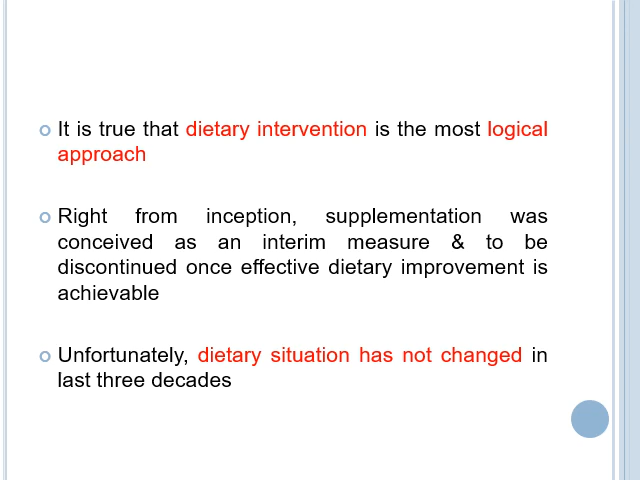 It is true that dietary intervention is the most logical
approach
Right from inception, supplementation was
conceived as an interim measure & to be
discontinued once effective dietary improvement is
achievable
Unfortunately, dietary situation has not changed in
last three decades